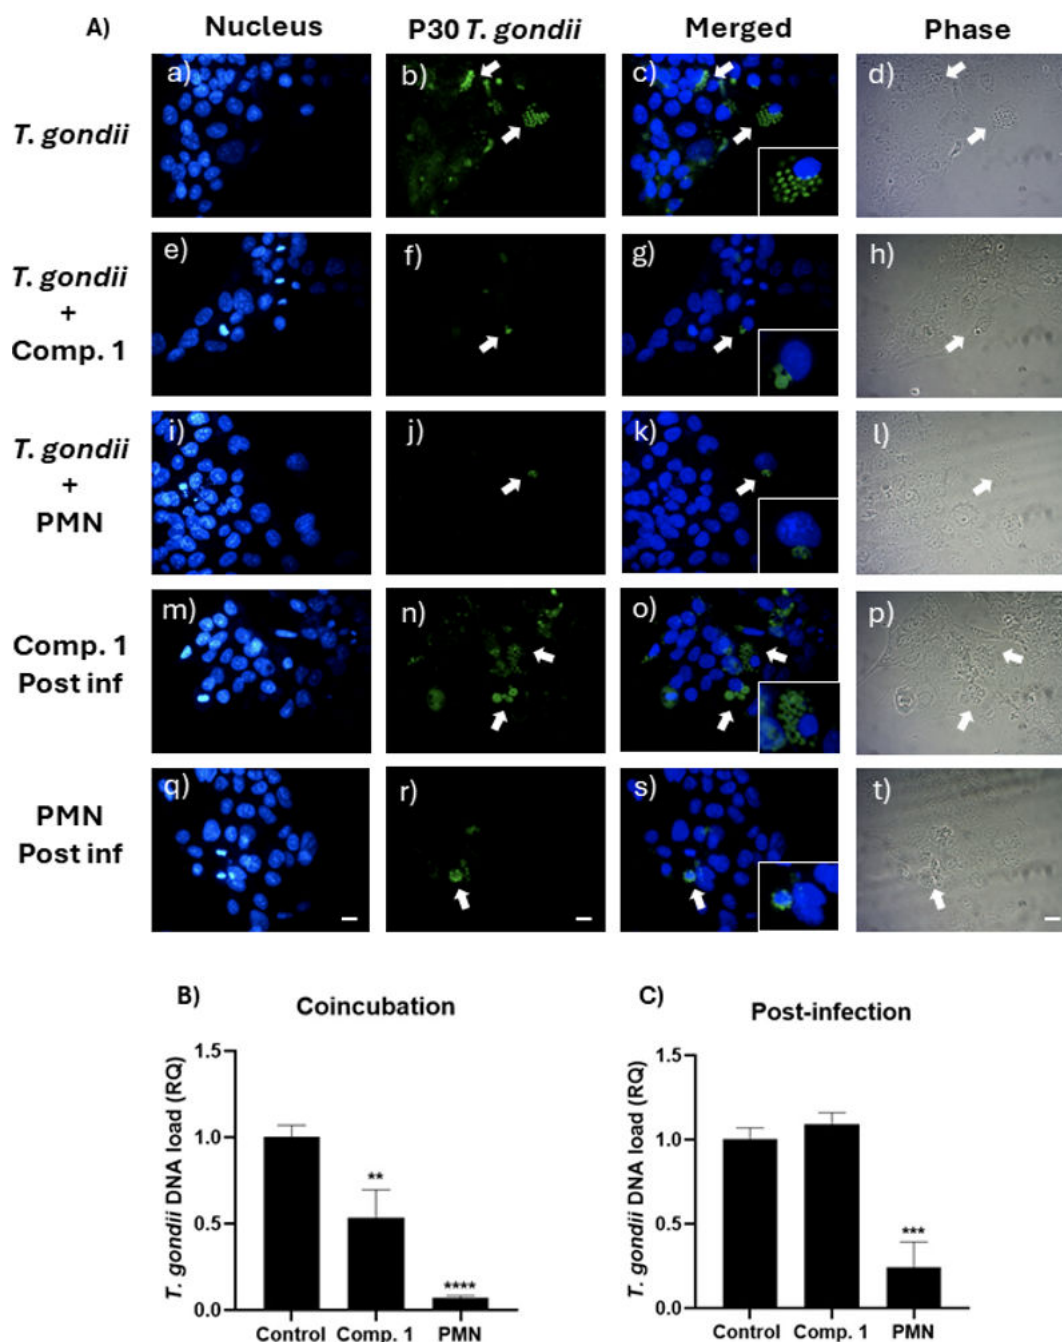 A) Nucleus P30 T. gondii Merged Phase
T. gondii a) b) c) d)
T. gondii
+
Comp. 1
e) f) g) h)
T. gondii
+
PMN
i) j) k) l)
Comp. 1
Post inf
m) n) o) p)
PMN
Post inf
q) r) s) t)
B) Coincubation
T. gondii DNA load (RQ)
1.5
1.0
0.5
0.0
**
****
Control Comp. 1 PMN
C) Post-infection
T. gondii DNA load (RQ)
1.5
1.0
0.5
0.0
***
Control Comp. 1 PMN